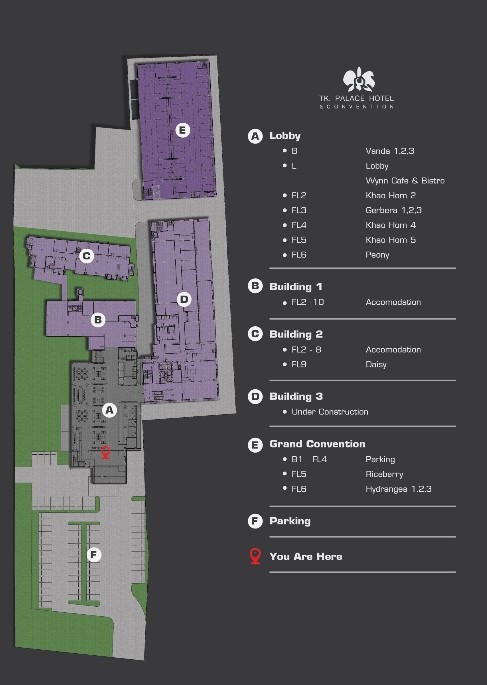 TK. PALACE HOTEL
& CONVENTION
A Lobby
B Vanda 1,2,3
L Lobby
Wynn Cafe & Bistro
FL2 Khao Hom 2
FL3 Gerbera 1,2,3
FL4 Khao Hom 4
FL5 Khao Hom 5
FL6 Peony
B Building 1
FL2 -10 Accomodation
C Building 2
FL2 - 8 Accomodation
FL9 Daisy
D Building 3
Under Construction
E Grand Convention
B1 FL4 Parking
FL5 Riceberry
FL6 Hydrangea 1,2,3
F Parking
You Are Here
E
C
D
B
A
F